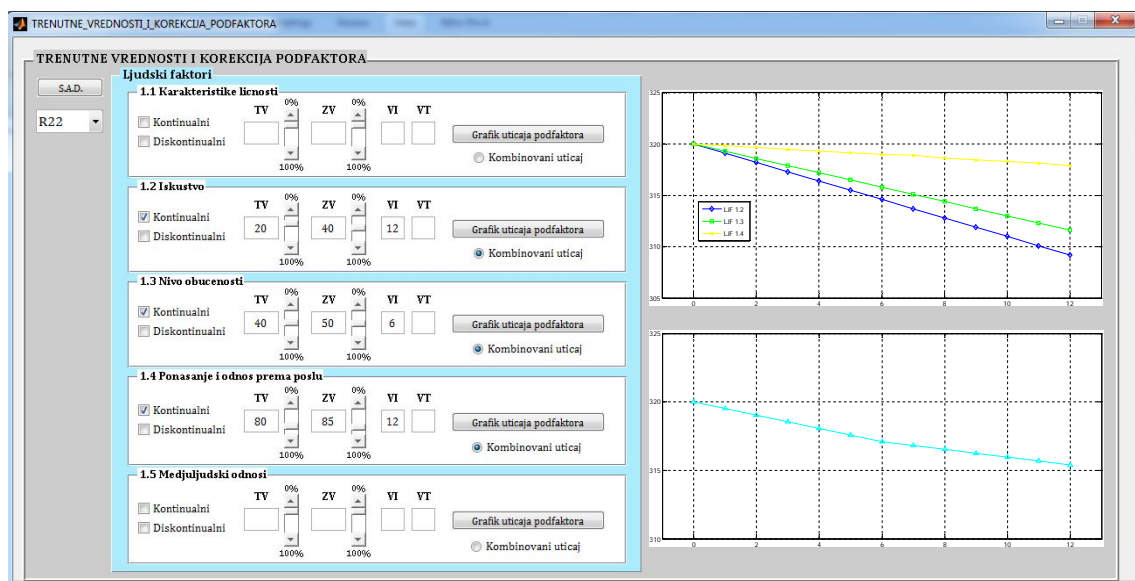 TRENUTNE_VREDNOSTI_I_KOREKCIJA_PODFAKTORA
TRENUTNE VREDNOSTI I KOREKCIJA PODFAKTORA
S.A.D.
R22
Ljudski faktori
1.1 Karakteristike licnosti
TV 0% ZV 0% VI VT
Kontinualni
Diskontinualni
100% 100%
Grafik uticaja podfaktora
Kombinovani uticaj
1.2 Iskustvo
TV 0% ZV 0% VI VT
Kontinualni
20 40 12
Diskontinualni
100% 100%
Grafik uticaja podfaktora
Kombinovani uticaj
1.3 Nivo obucenosti
TV 0% ZV 0% VI VT
Kontinualni
40 50 6
Diskontinualni
100% 100%
Grafik uticaja podfaktora
Kombinovani uticaj
1.4 Ponasanje i odnos prema poslu
TV 0% ZV 0% VI VT
Kontinualni
80 85 12
Diskontinualni
100% 100%
Grafik uticaja podfaktora
Kombinovani uticaj
1.5 Medjuljudski odnosi
TV 0% ZV 0% VI VT
Kontinualni
Diskontinualni
100% 100%
Grafik uticaja podfaktora
Kombinovani uticaj
325
320
315
310
305
LJF 1.2
LJF 1.3
LJF 1.4
0 2 4 6 8 10 12
325
320
315
310
0 2 4 6 8 10 12